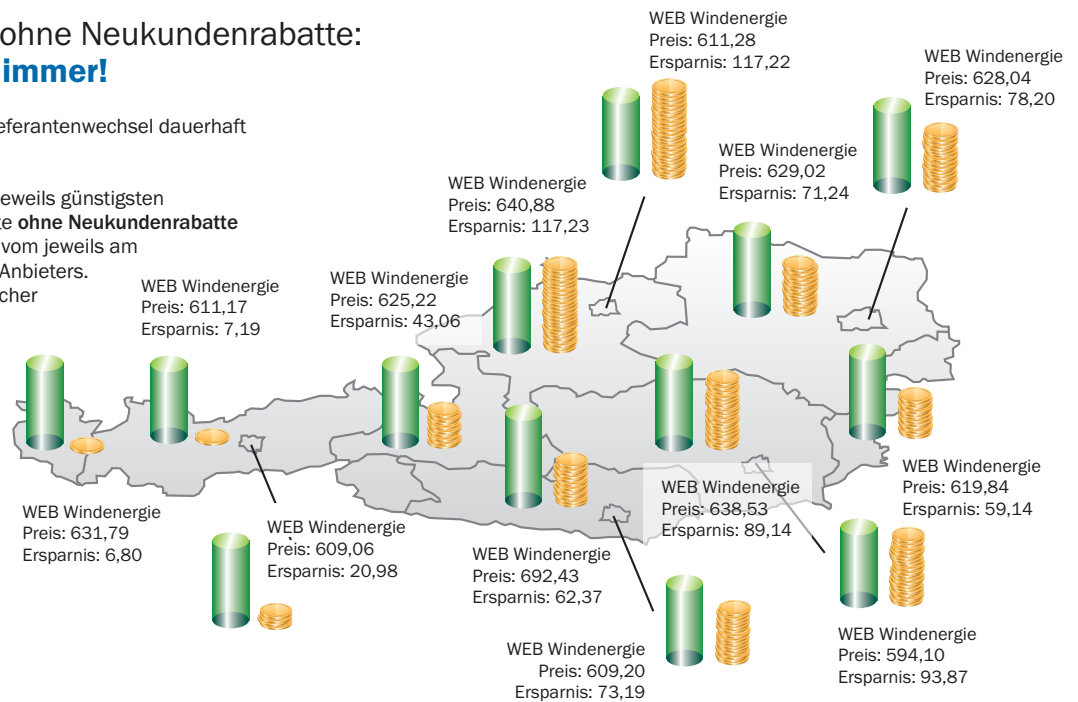 ohne Neukundenrabatte:
immer!
eferantenwechsel dauerhaft
eweils günstigsten
te ohne Neukundenrabatte
vom jeweils am
Anbieters.
cher
WEB Windenergie
Preis: 611,28
Ersparnis: 117,22
WEB Windenergie
Preis: 628,04
Ersparnis: 78,20
WEB Windenergie
Preis: 629,02
Ersparnis: 71,24
WEB Windenergie
Preis: 640,88
Ersparnis: 117,23
WEB Windenergie
Preis: 625,22
Ersparnis: 43,06
WEB Windenergie
Preis: 611,17
Ersparnis: 7,19
WEB Windenergie
Preis: 631,79
Ersparnis: 6,80
WEB Windenergie
Preis: 609,06
Ersparnis: 20,98
WEB Windenergie
Preis: 692,43
Ersparnis: 62,37
WEB Windenergie
Preis: 638,53
Ersparnis: 89,14
WEB Windenergie
Preis: 619,84
Ersparnis: 59,14
WEB Windenergie
Preis: 609,20
Ersparnis: 73,19
WEB Windenergie
Preis: 594,10
Ersparnis: 93,87